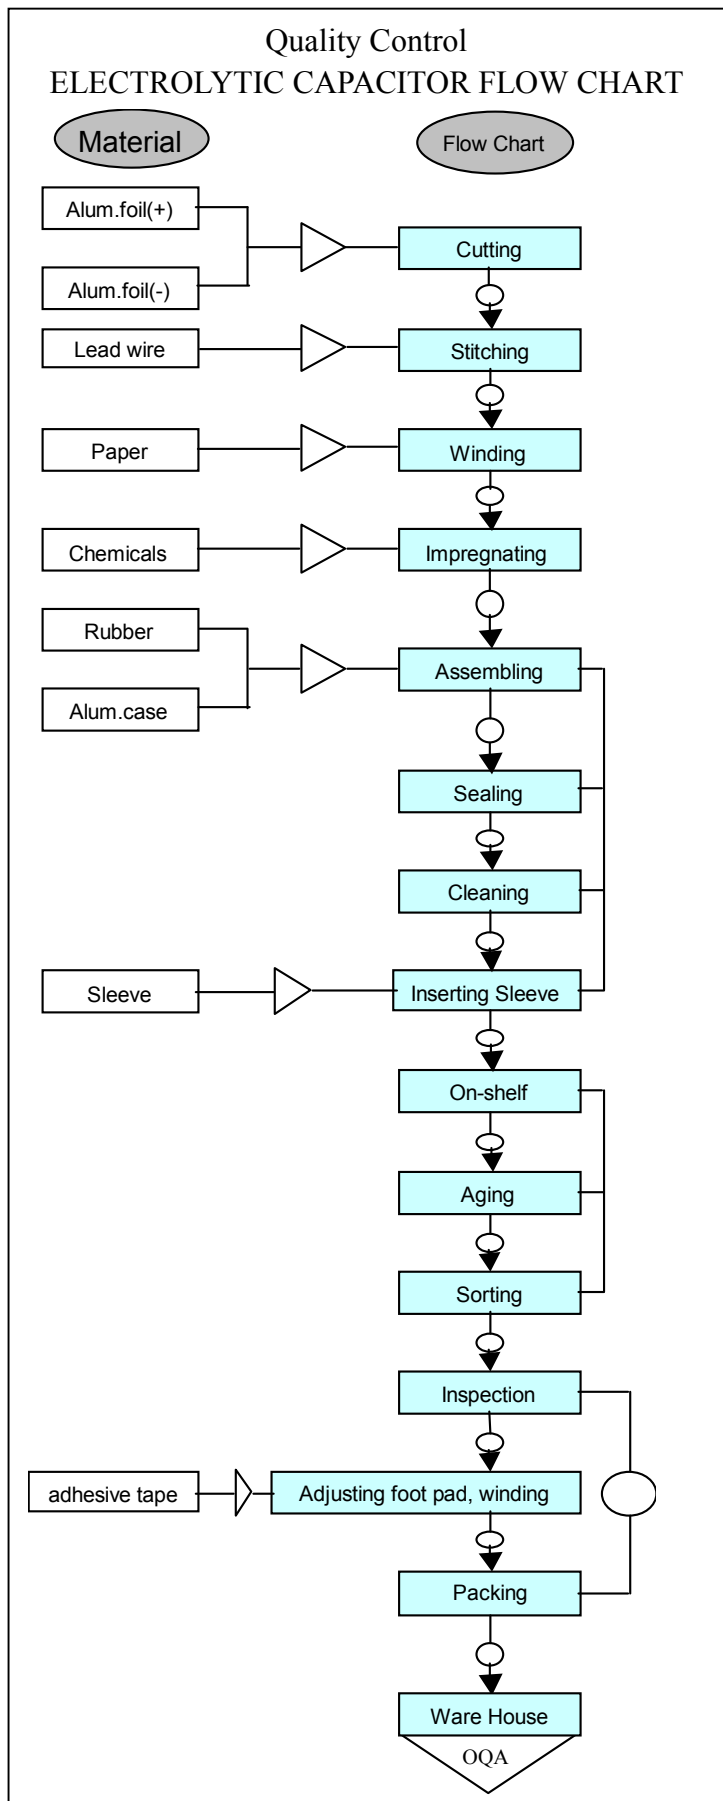 Quality Control
ELECTROLYTIC CAPACITOR FLOW CHART
Material
Flow Chart
Alum.foil(+)
Cutting
Alum.foil(-)
Lead wire
Stitching
Paper
Winding
Chemicals
Impregnating
Rubber
Assembling
Alum.case
Sealing
Cleaning
Sleeve
Inserting Sleeve
On-shelf
Aging
Sorting
Inspection
adhesive tape
Adjusting foot pad, winding
Packing
Ware House
OQA